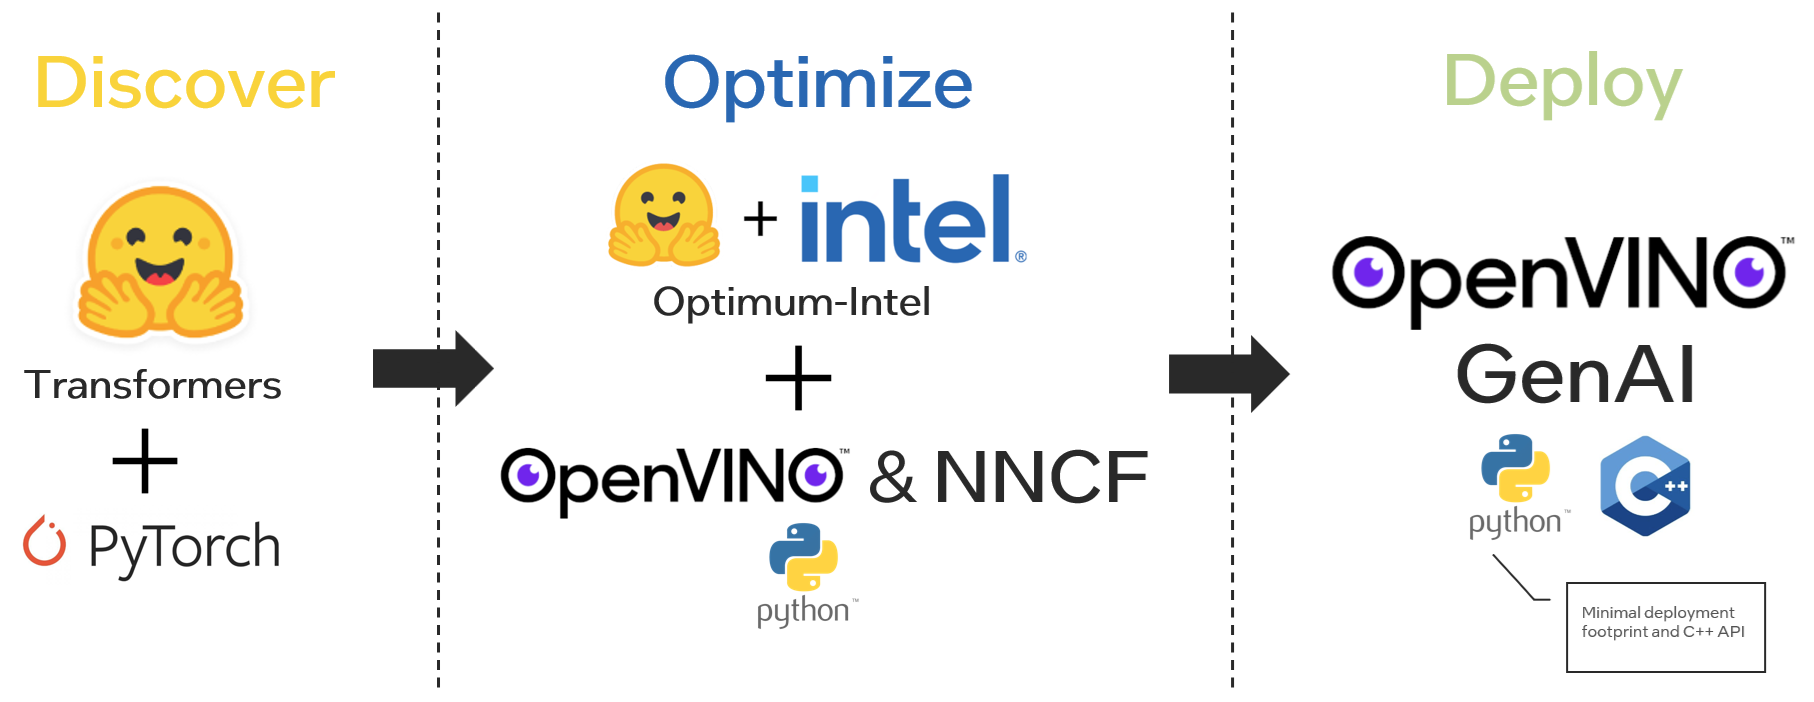 Discover
Transformers
+
PyTorch
Optimize
+ intel®
Optimum-Intel
+
OpenVINO™ & NNCF
python™
Deploy
OpenVINO™
GenAI
python™
C++
Minimal deployment
footprint and C++ API